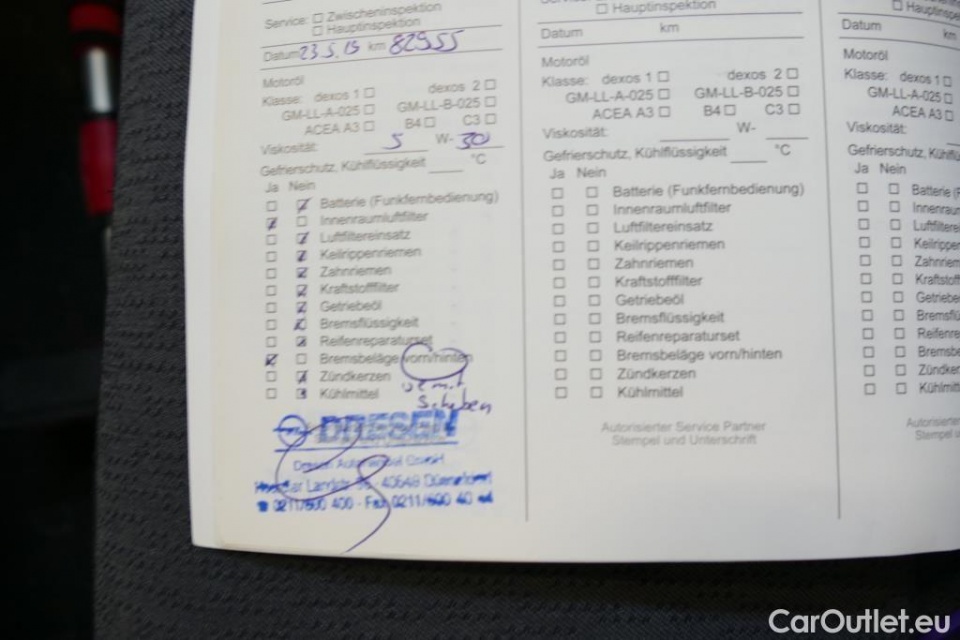 Service: Zwischeninspektion
Hauptinspektion
Datum 23.5.19 km 82955
Motoröl
Klasse: dexos 1 dexos 2
GM-LL-A-025 GM-LL-B-025
ACEA A3 B4 C3
Viskosität: 5 W- 30
Gefrierschutz, Kühlflüssigkeit °C
Ja Nein
Batterie (Funkfernbedienung)
Innenraumluftfilter
Luftfiltereinsatz
Keilrippenriemen
Zahnriemen
Kraftstofffilter
Getriebeöl
Bremsflüssigkeit
Reifenreparaturset
Bremsbeläge vorn/hinten
Zündkerzen
Kühlmittel
DRESEN
40549 Düsseldorf
Hauptinspektion
Datum km
Motoröl
Klasse: dexos 1 dexos 2
GM-LL-A-025 GM-LL-B-025
ACEA A3 B4 C3
Viskosität: W-
Gefrierschutz, Kühlflüssigkeit °C
Ja Nein
Batterie (Funkfernbedienung)
Innenraumluftfilter
Luftfiltereinsatz
Keilrippenriemen
Zahnriemen
Kraftstofffilter
Getriebeöl
Bremsflüssigkeit
Reifenreparaturset
Bremsbeläge vorn/hinten
Zündkerzen
Kühlmittel
Autorisierter Service Partner
Stempel und Unterschrift
Datum km
Motoröl
Klasse: dexos 1
GM-LL-A-025
ACEA A3
Viskosität:
Gefrierschutz,
Ja Nein
CarOutlet.eu